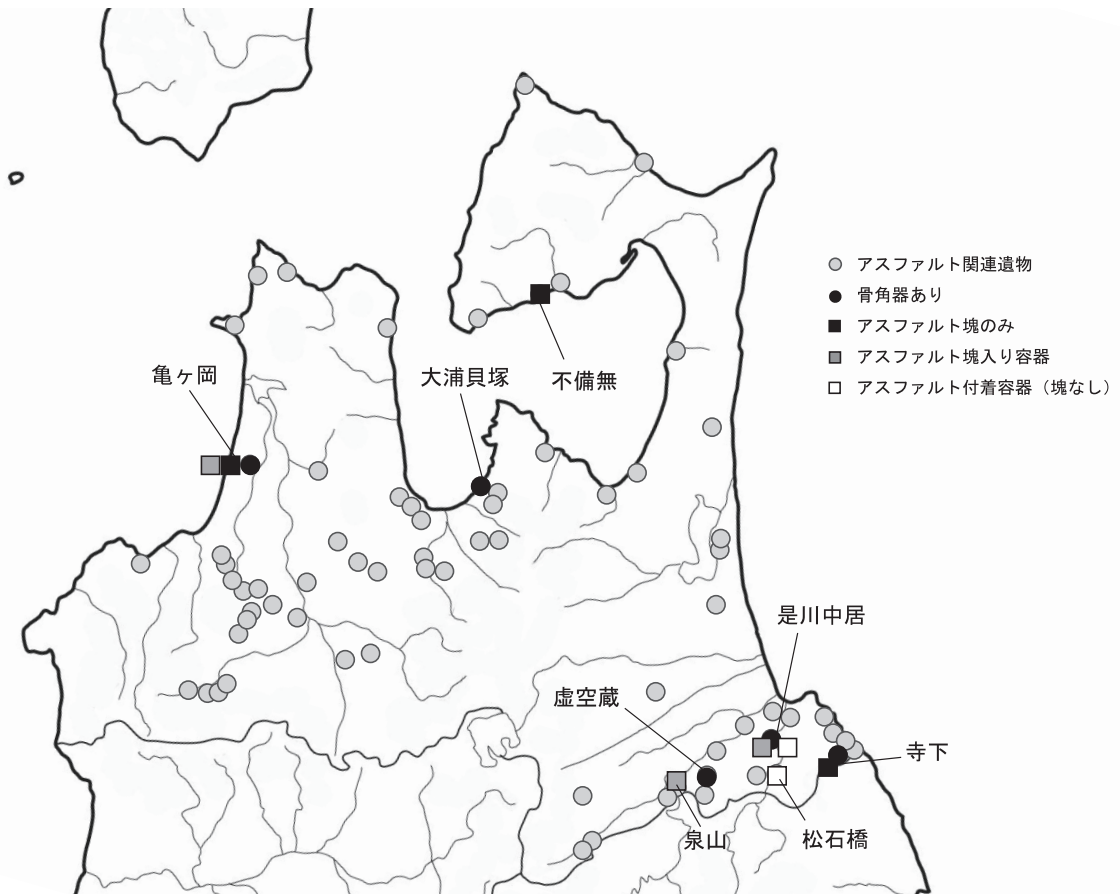 アスファルト関連遺物
骨角器あり
アスファルト塊のみ
アスファルト塊入り容器
アスファルト付着容器（塊なし）
亀ヶ岡
大浦貝塚
不備無
是川中居
虚空蔵
寺下
泉山
松石橋